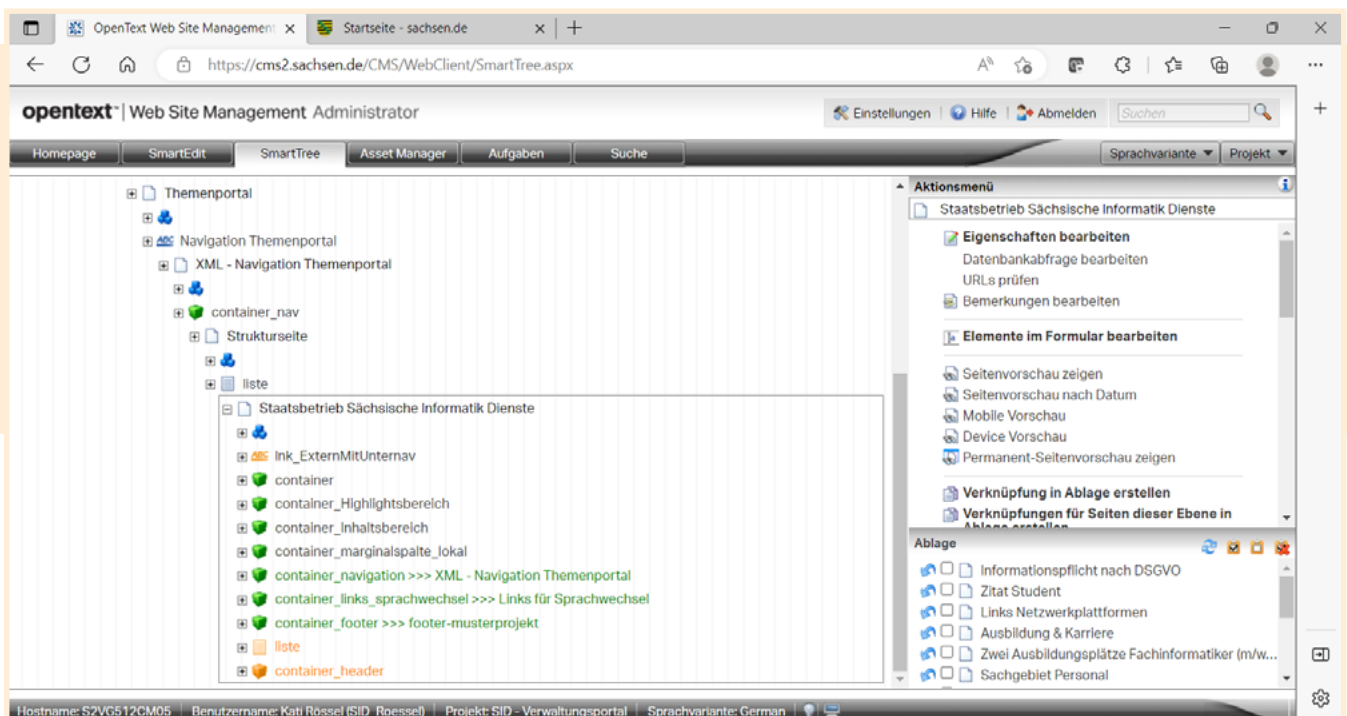 OpenText Web Site Management
Startseite - sachsen.de
https://cms2.sachsen.de/CMS/WebClient/SmartTree.aspx
opentext™ | Web Site Management Administrator
Einstellungen | Hilfe | Abmelden Suchen
Homepage SmartEdit SmartTree Asset Manager Aufgaben Suche Sprachvariante Projekt
Themenportal
Navigation Themenportal
XML - Navigation Themenportal
container_nav
Strukturseite
liste
Staatsbetrieb Sächsische Informatik Dienste
lnk_ExternMitUnternav
container
container_Highlightsbereich
container_Inhaltsbereich
container_marginalspalte_lokal
container_navigation >>> XML - Navigation Themenportal
container_links_sprachwechsel >>> Links für Sprachwechsel
container_footer >>> footer-musterprojekt
liste
container_header
Aktionsmenü
Staatsbetrieb Sächsische Informatik Dienste
Eigenschaften bearbeiten
Datenbankabfrage bearbeiten
URLs prüfen
Bemerkungen bearbeiten
Elemente im Formular bearbeiten
Seitenvorschau zeigen
Seitenvorschau nach Datum
Mobile Vorschau
Device Vorschau
Permanent-Seitenvorschau zeigen
Verknüpfung in Ablage erstellen
Verknüpfungen für Seiten dieser Ebene in
Ablage erstellen
Ablage
Informationspflicht nach DSGVO
Zitat Student
Links Netzwerkplattformen
Ausbildung & Karriere
Zwei Ausbildungsplätze Fachinformatiker (m/w...
Sachgebiet Personal
Hostname: S2VG512CM05 | Benutzername: Kati Rössel (SID_Roessel) | Projekt: SID - Verwaltungsportal | Sprachvariante: German